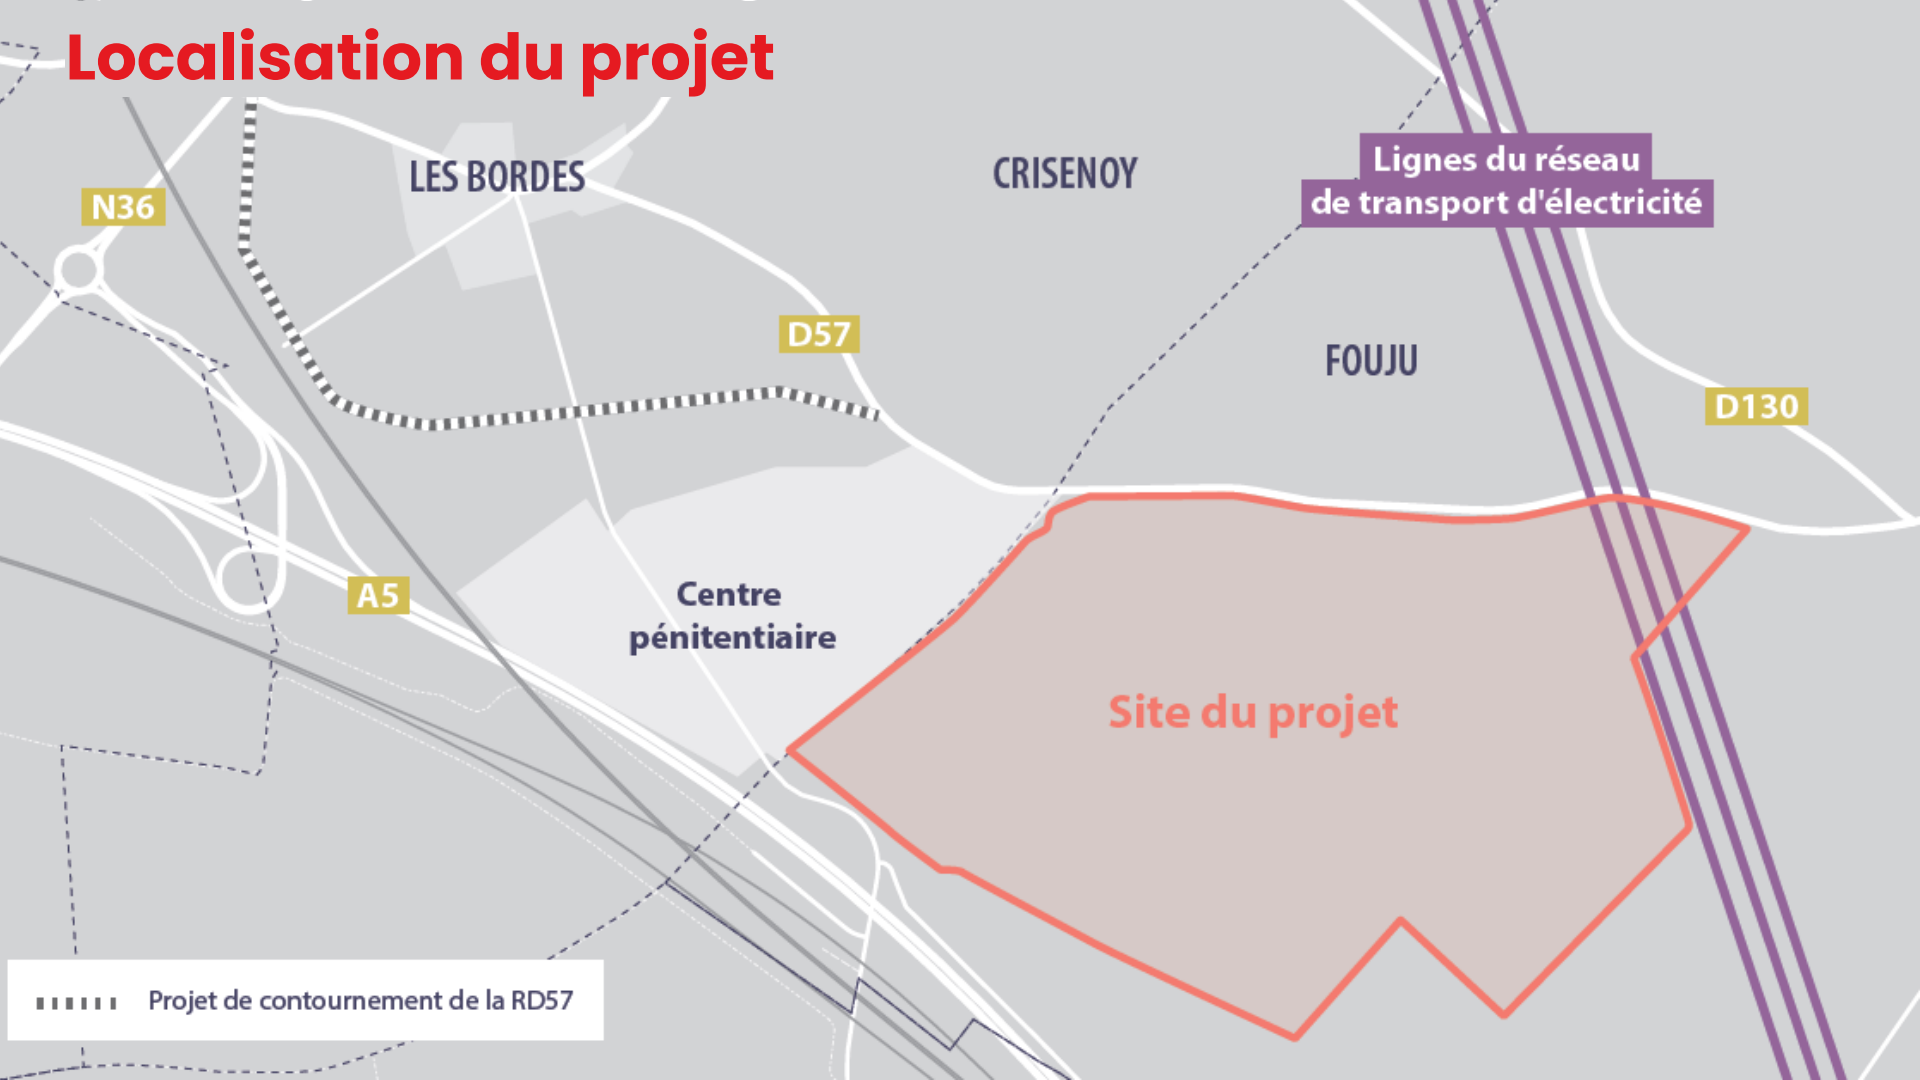 Localisation du projet
LES BORDES
CRISENOY
Lignes du réseau
de transport d'électricité
N36
D57
FOUJU
D130
A5
Centre
pénitentiaire
Site du projet
Projet de contournement de la RD57